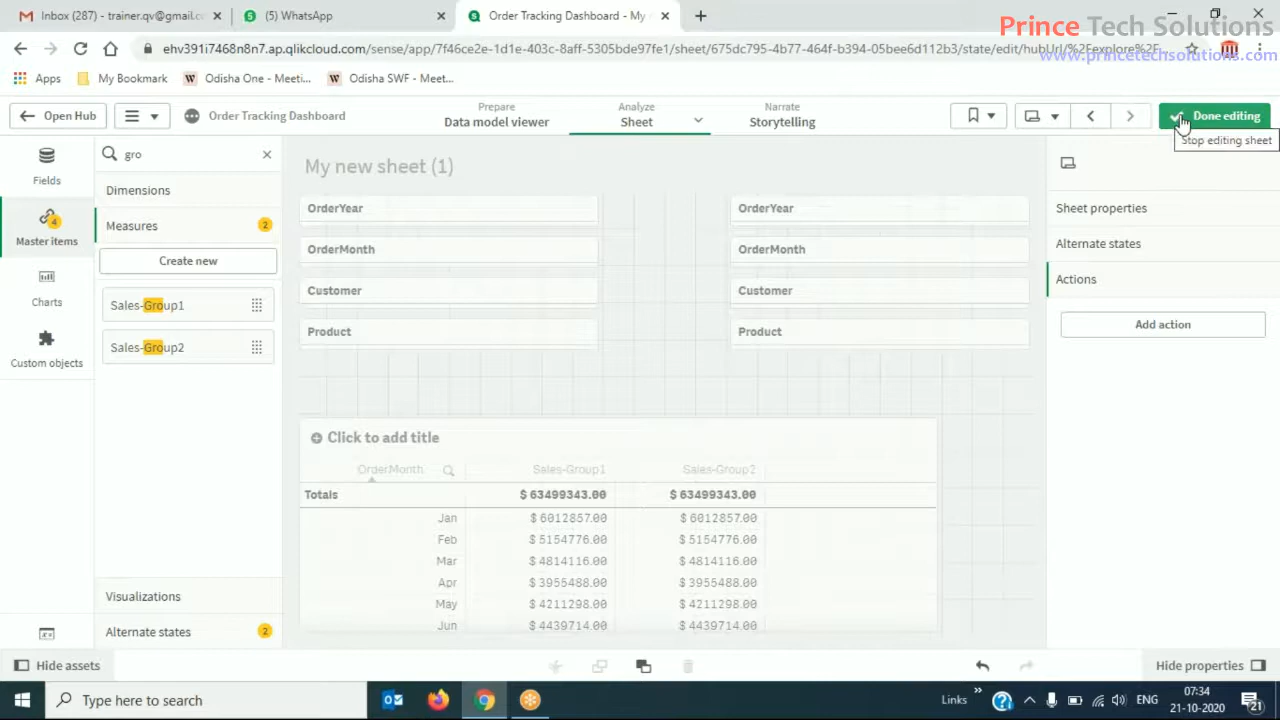 Inbox (287) - trainer.qv@gmail.c
(5) WhatsApp
Order Tracking Dashboard - My
Prince Tech Solutions
www.princetechsolutions.com
ehv391i7468n8n7.ap.qlikcloud.com/sense/app/7f46ce2e-1d1e-403c-8aff-5305bde97fe1/sheet/675dc795-4b77-464f-b394-05bee6d112b3/state/edit/hubUrl/%2Fexplore%2F
Apps
My Bookmark
Odisha One - Meeti...
Odisha SWF - Meet...
Open Hub
Order Tracking Dashboard
Prepare
Data model viewer
Analyze
Sheet
Narrate
Storytelling
Done editing
Stop editing sheet
Fields
Master items
4
Charts
Custom objects
gro
Dimensions
Measures
2
Create new
Sales-Group1
Sales-Group2
Visualizations
Alternate states
2
My new sheet (1)
OrderYear
OrderMonth
Customer
Product
OrderYear
OrderMonth
Customer
Product
Click to add title
OrderMonth Sales-Group1 Sales-Group2
Totals $ 63499343.00 $ 63499343.00
Jan $ 6012857.00 $ 6012857.00
Feb $ 5154776.00 $ 5154776.00
Mar $ 4814116.00 $ 4814116.00
Apr $ 3955488.00 $ 3955488.00
May $ 4211298.00 $ 4211298.00
Jun $ 4439714.00 $ 4439714.00
Sheet properties
Alternate states
Actions
Add action
Hide assets
Hide properties
Type here to search
Links
ENG
07:34
21-10-2020
21